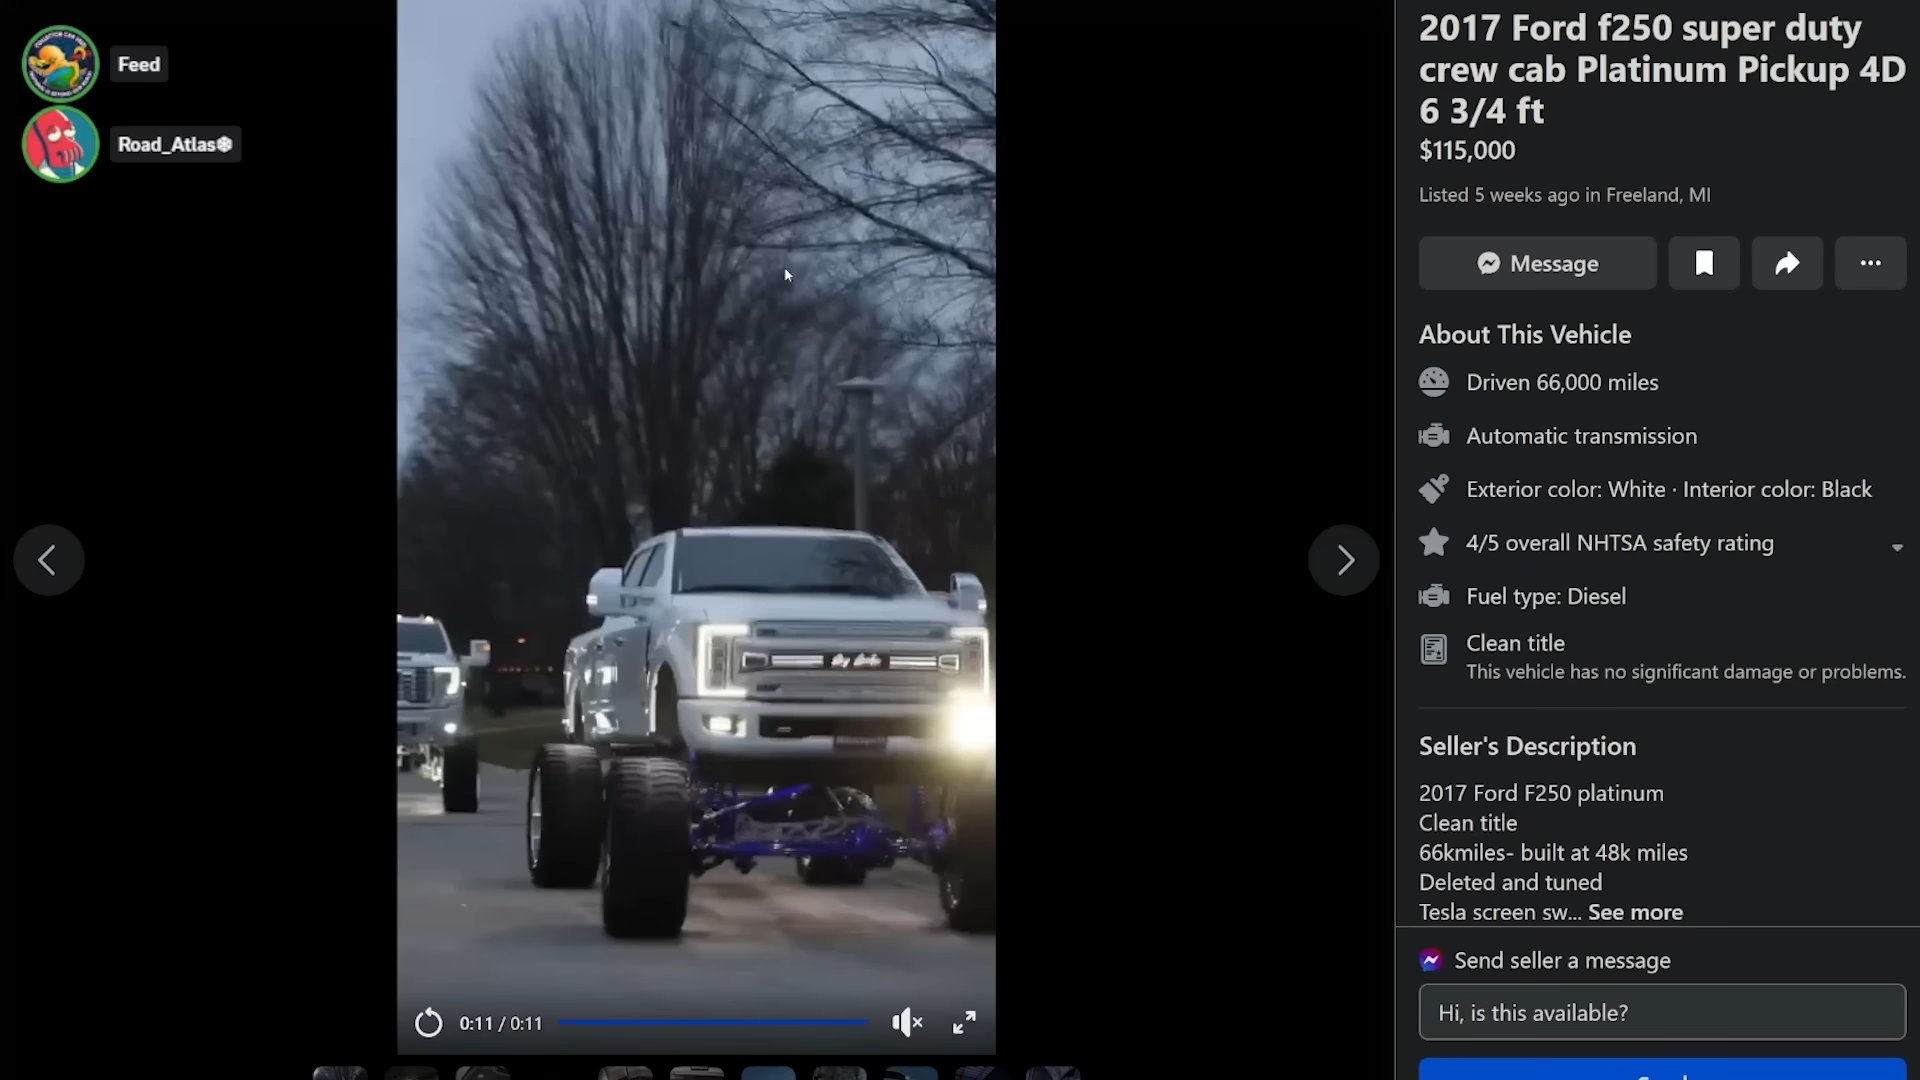 Feed
Road_Atlas
2017 Ford f250 super duty
crew cab Platinum Pickup 4D
6 3/4 ft
$115,000
Listed 5 weeks ago in Freeland, MI
Message
About This Vehicle
Driven 66,000 miles
Automatic transmission
Exterior color: White · Interior color: Black
4/5 overall NHTSA safety rating
Fuel type: Diesel
Clean title
This vehicle has no significant damage or problems.
Seller's Description
2017 Ford F250 platinum
Clean title
66kmiles- built at 48k miles
Deleted and tuned
Tesla screen sw... See more
Send seller a message
Hi, is this available?
0:11 / 0:11